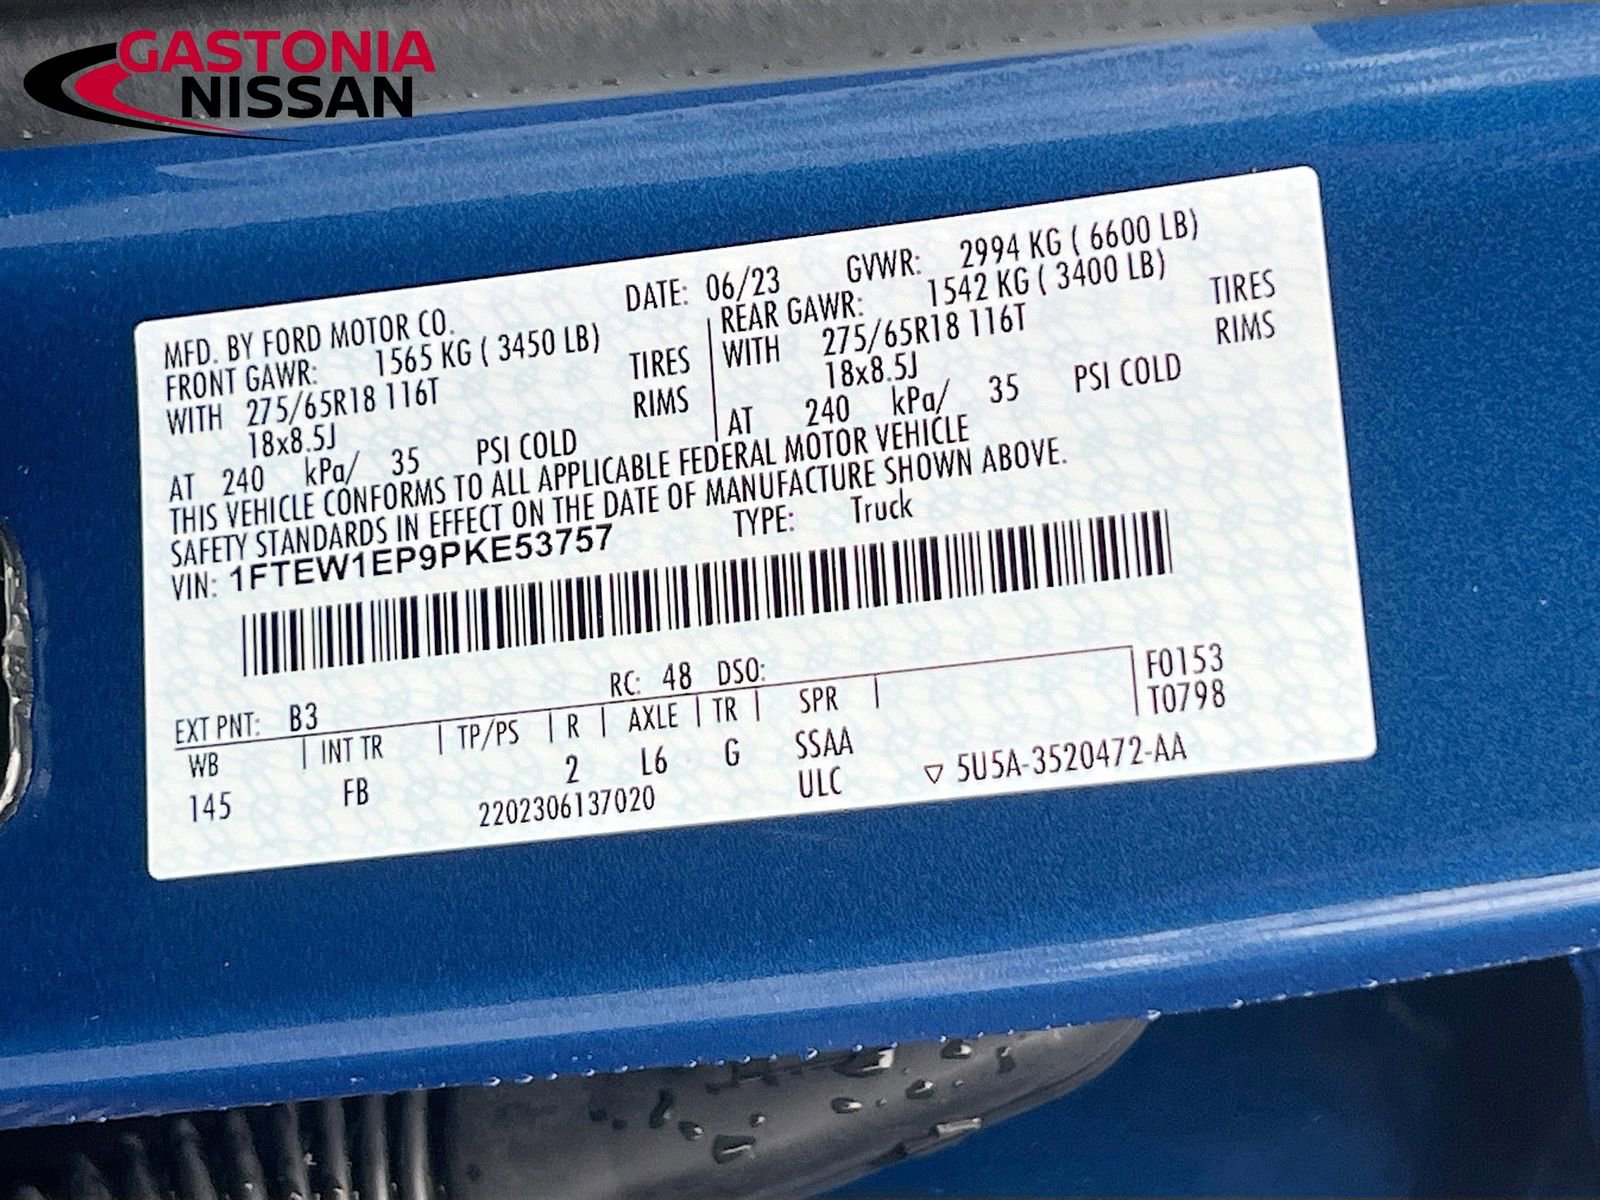 GASTONIA
NISSAN
MFD. BY FORD MOTOR CO.
DATE: 06/23 GVWR: 2994 KG ( 6600 LB)
FRONT GAWR: 1565 KG ( 3450 LB)
WITH 275/65R18 116T TIRES
18x8.5J RIMS
AT 240 kPa/ 35 PSI COLD
REAR GAWR: 1542 KG ( 3400 LB)
WITH 275/65R18 116T TIRES
18x8.5J RIMS
AT 240 kPa/ 35 PSI COLD
THIS VEHICLE CONFORMS TO ALL APPLICABLE FEDERAL MOTOR VEHICLE
SAFETY STANDARDS IN EFFECT ON THE DATE OF MANUFACTURE SHOWN ABOVE.
VIN: 1FTEW1EP9PKE53757 TYPE: Truck
EXT PNT: B3 RC: 48 DSO: F0153
WB INT TR TP/PS R AXLE TR SPR T0798
145 FB 2 L6 G SSAA
2202306137020 ULC ▽ 5U5A-3520472-AA